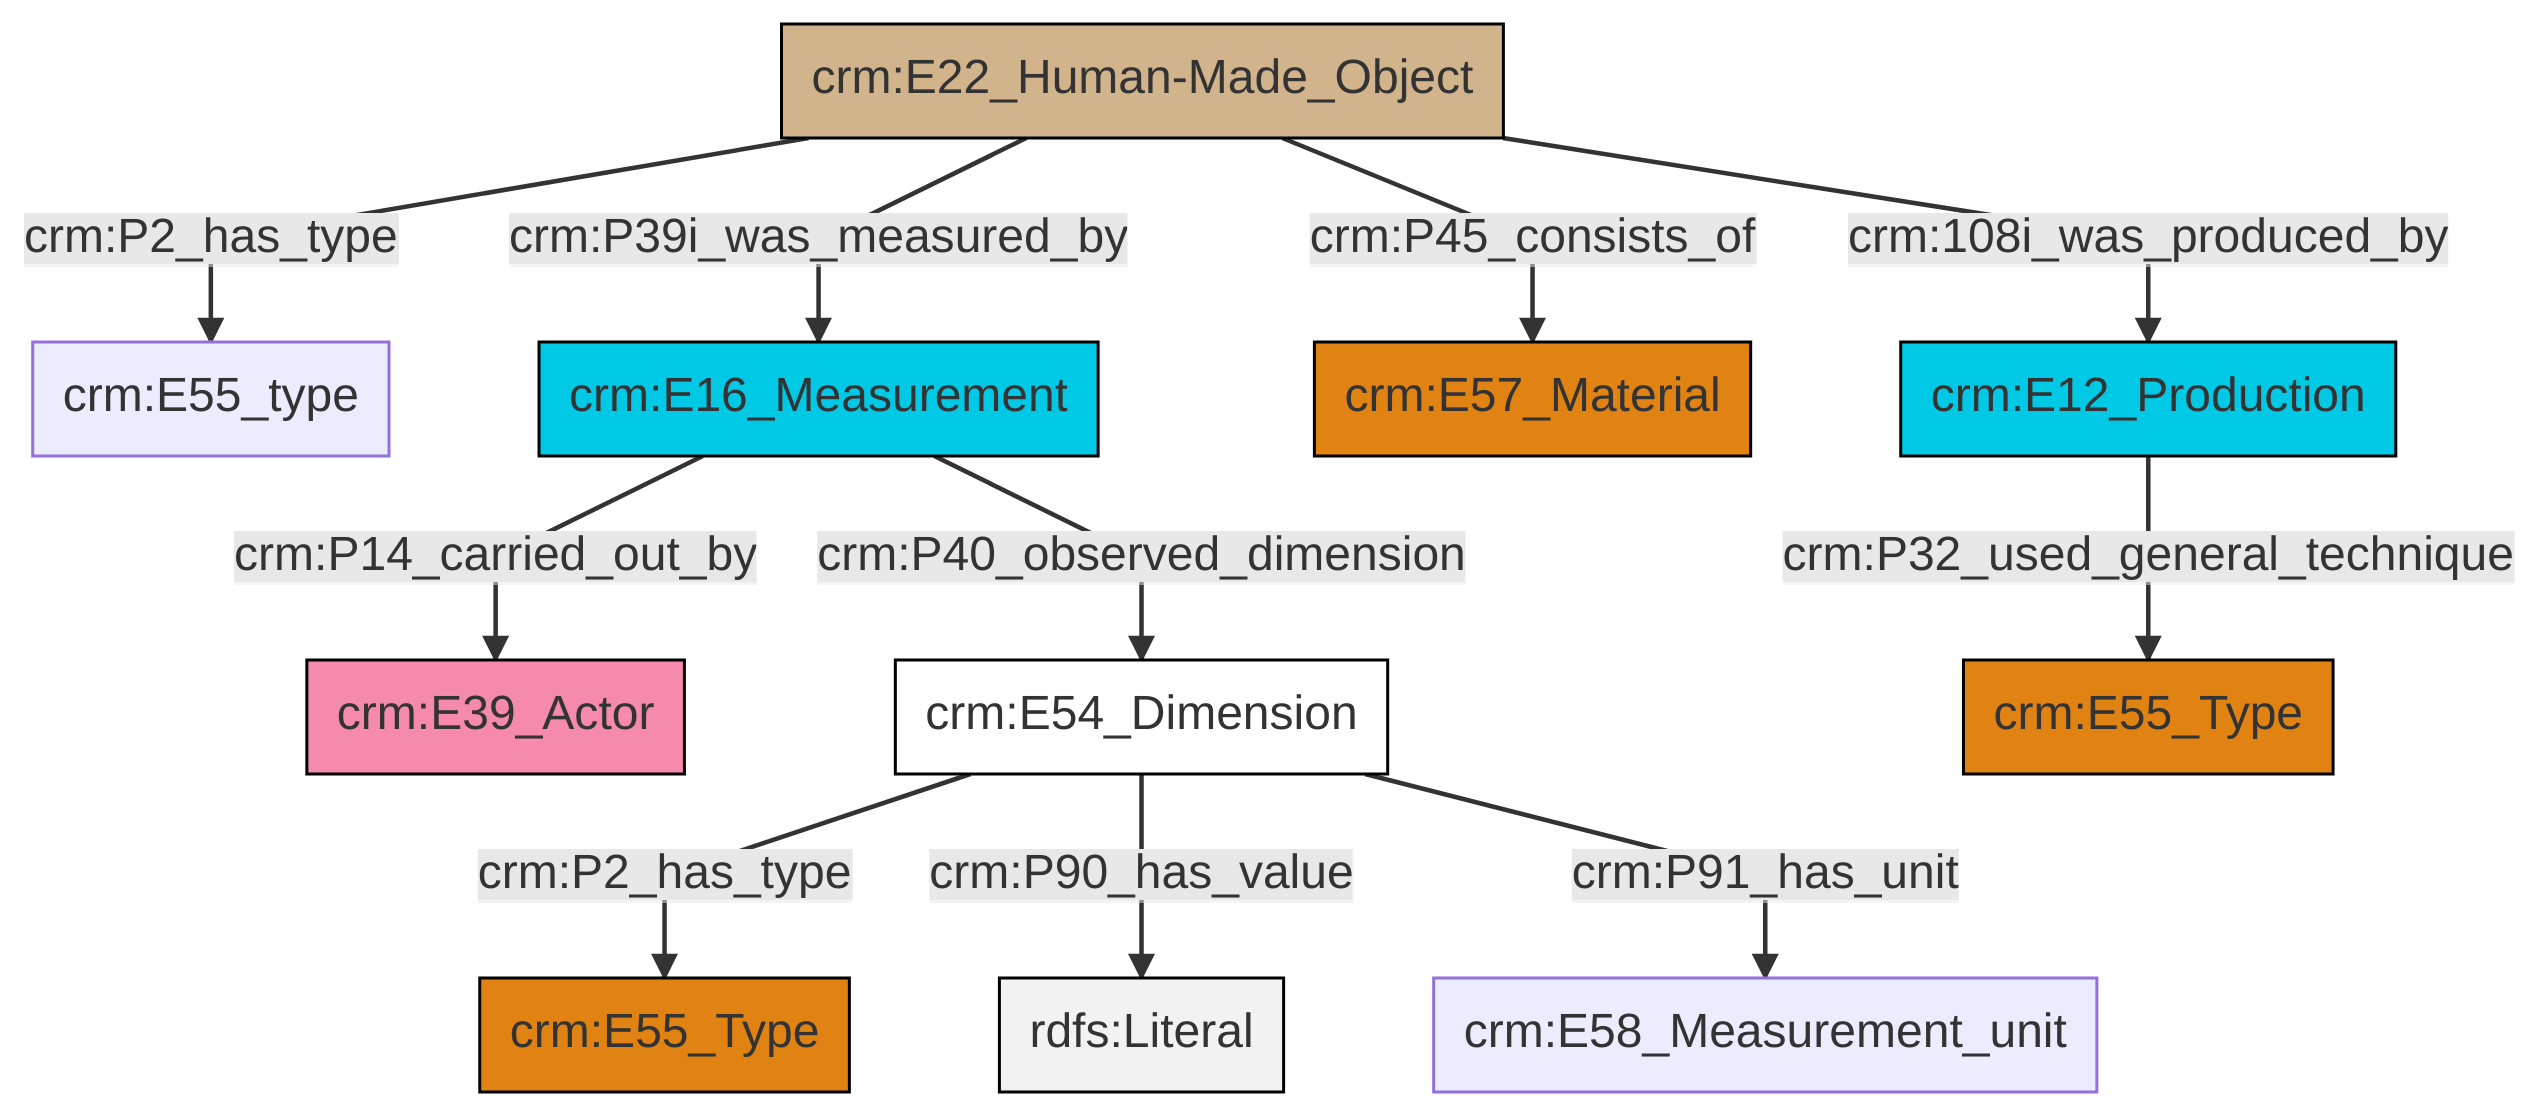 crm:E22_Human-Made_Object
crm:P2_has_type
crm:P39i_was_measured_by
crm:P45_consists_of
crm:108i_was_produced_by
crm:E55_type
crm:E16_Measurement
crm:E57_Material
crm:E12_Production
crm:P14_carried_out_by
crm:P40_observed_dimension
crm:P32_used_general_technique
crm:E39_Actor
crm:E54_Dimension
crm:E55_Type
crm:P2_has_type
crm:P90_has_value
crm:P91_has_unit
crm:E55_Type
rdfs:Literal
crm:E58_Measurement_unit